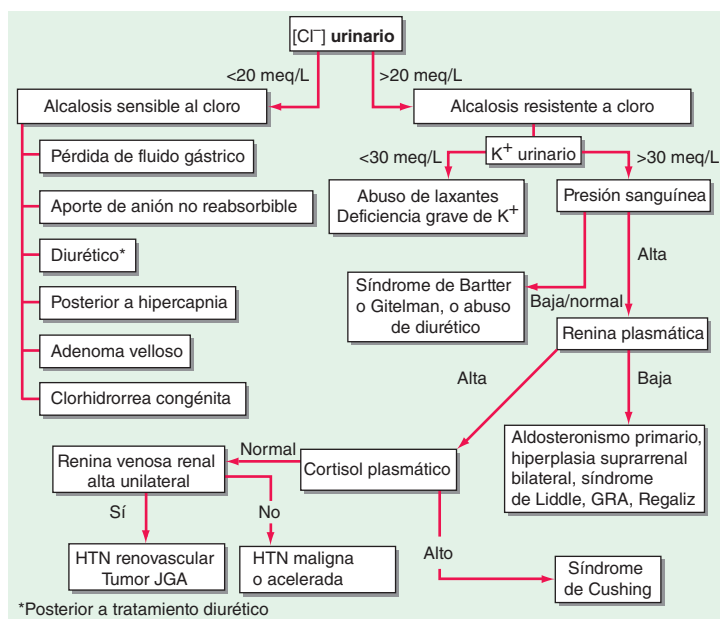 [Cl⁻] urinario
<20 meq/L
>20 meq/L
Alcalosis sensible al cloro
Alcalosis resistente a cloro
Pérdida de fluido gástrico
Aporte de anión no reabsorbible
Diurético*
Posterior a hipercapnia
Adenoma velloso
Clorhidrorrea congénita
<30 meq/L
K⁺ urinario
>30 meq/L
Abuso de laxantes
Deficiencia grave de K⁺
Presión sanguínea
Alta
Baja/normal
Síndrome de Bartter
o Gitelman, o abuso
de diurético
Renina plasmática
Alta
Baja
Aldosteronismo primario,
hiperplasia suprarrenal
bilateral, síndrome
de Liddle, GRA, Regaliz
Cortisol plasmático
Normal
Renina venosa renal
alta unilateral
Sí
No
HTN renovascular
Tumor JGA
HTN maligna
o acelerada
Alto
Síndrome
de Cushing
*Posterior a tratamiento diurético